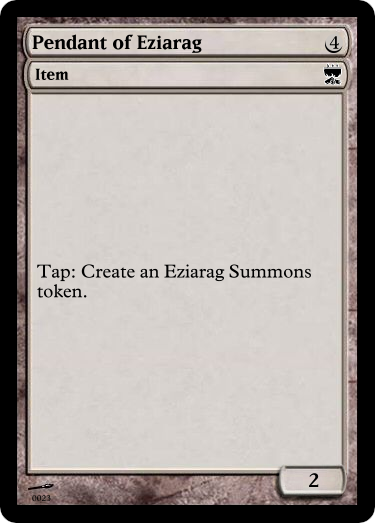 Pendant of Eziarag 4
Item
Tap: Create an Eziarag Summons
token.
2
0023